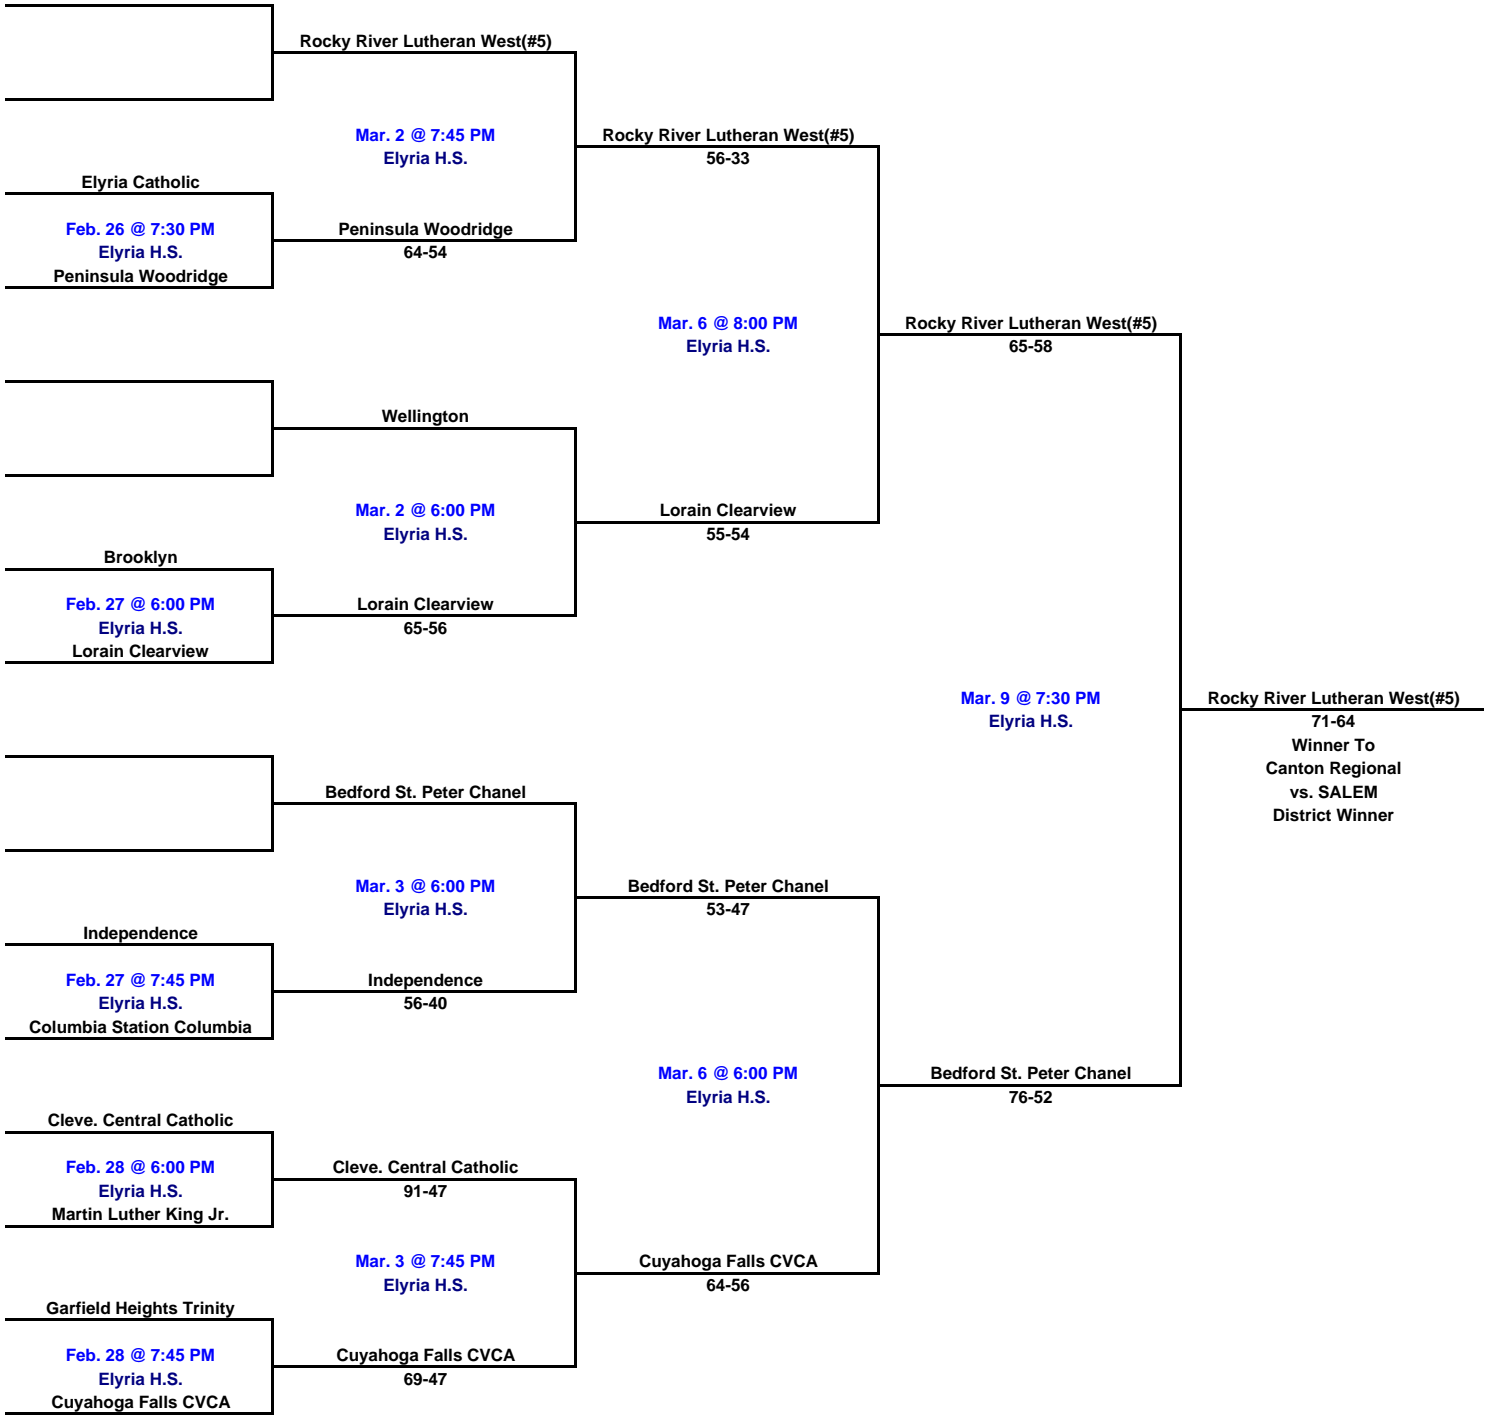 Rocky River Lutheran West(#5)
Mar. 2 @ 7:45 PM
Elyria H.S.
Rocky River Lutheran West(#5)
56-33
Elyria Catholic
Feb. 26 @ 7:30 PM
Elyria H.S.
Peninsula Woodridge
Peninsula Woodridge
64-54
Mar. 6 @ 8:00 PM
Elyria H.S.
Rocky River Lutheran West(#5)
65-58
Wellington
Mar. 2 @ 6:00 PM
Elyria H.S.
Lorain Clearview
55-54
Brooklyn
Feb. 27 @ 6:00 PM
Elyria H.S.
Lorain Clearview
Lorain Clearview
65-56
Mar. 9 @ 7:30 PM
Elyria H.S.
Rocky River Lutheran West(#5)
71-64
Winner To
Canton Regional
vs. SALEM
District Winner
Bedford St. Peter Chanel
Mar. 3 @ 6:00 PM
Elyria H.S.
Bedford St. Peter Chanel
53-47
Independence
Feb. 27 @ 7:45 PM
Elyria H.S.
Columbia Station Columbia
Independence
56-40
Mar. 6 @ 6:00 PM
Elyria H.S.
Bedford St. Peter Chanel
76-52
Cleve. Central Catholic
Feb. 28 @ 6:00 PM
Elyria H.S.
Martin Luther King Jr.
Cleve. Central Catholic
91-47
Mar. 3 @ 7:45 PM
Elyria H.S.
Cuyahoga Falls CVCA
64-56
Garfield Heights Trinity
Feb. 28 @ 7:45 PM
Elyria H.S.
Cuyahoga Falls CVCA
Cuyahoga Falls CVCA
69-47